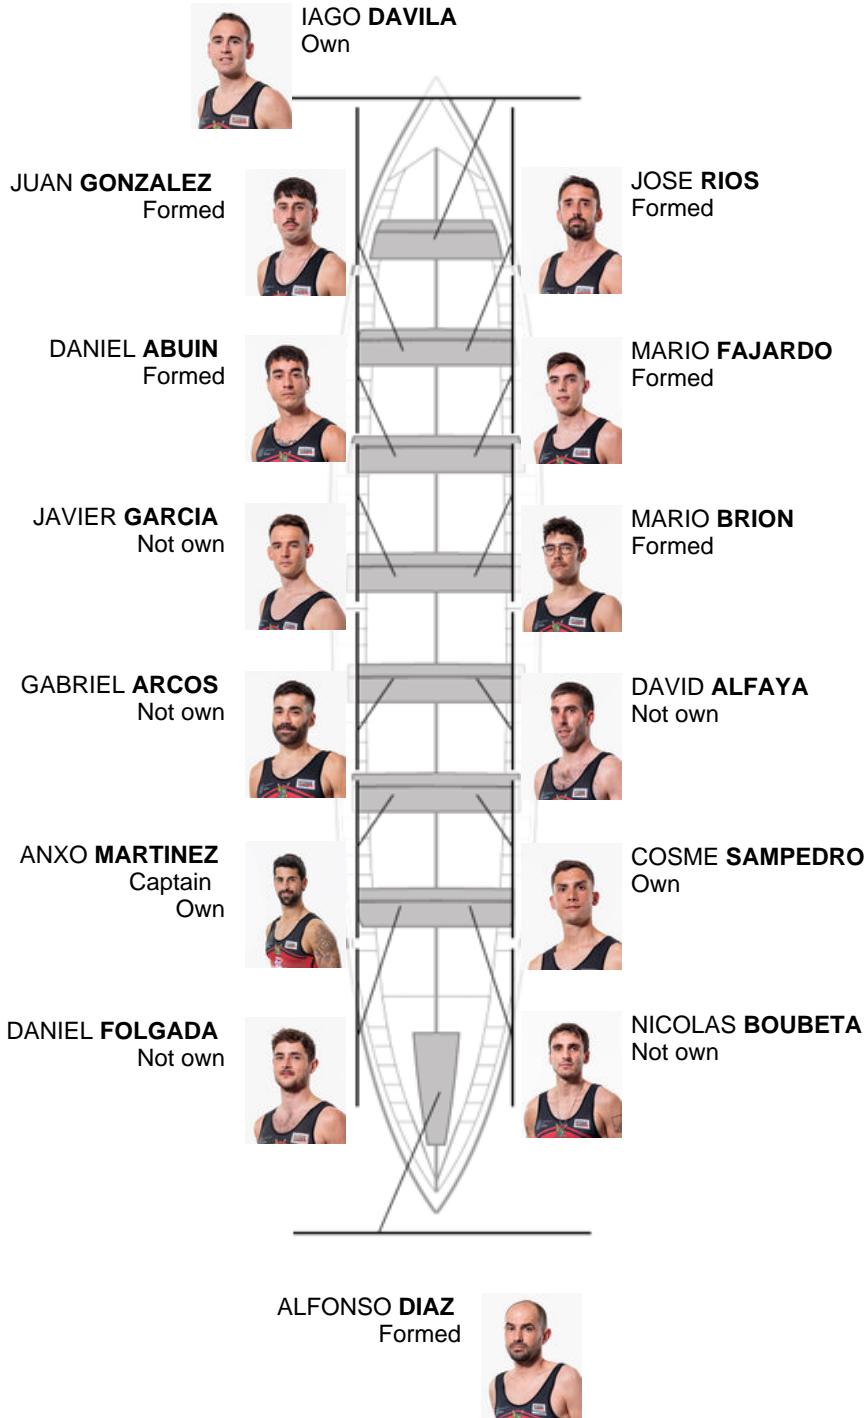 IAGO DAVILA
Own
JUAN GONZALEZ
Formed
JOSE RIOS
Formed
DANIEL ABUIN
Formed
MARIO FAJARDO
Formed
JAVIER GARCIA
Not own
MARIO BRION
Formed
GABRIEL ARCOS
Not own
DAVID ALFAYA
Not own
ANXO MARTINEZ
Captain
Own
COSME SAMPEDRO
Own
DANIEL FOLGADA
Not own
NICOLAS BOUBETA
Not own
ALFONSO DIAZ
Formed